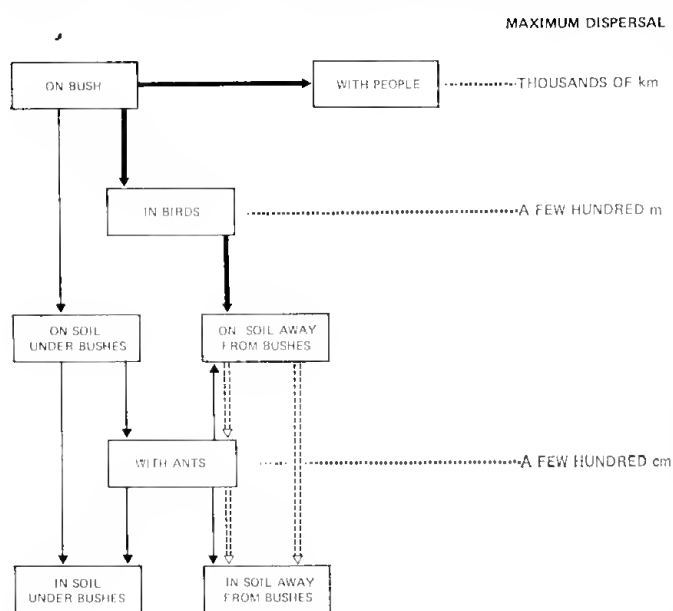 MAXIMUM DISPERSAL
ON BUSH
WITH PEOPLE
THOUSANDS OF km
IN BIRDS
A FEW HUNDRED m
ON SOIL
UNDER BUSHES
ON SOIL AWAY
FROM BUSHES
WITH ANTS
A FEW HUNDRED cm
IN SOIL
UNDER BUSHES
IN SOIL AWAY
FROM BUSHES